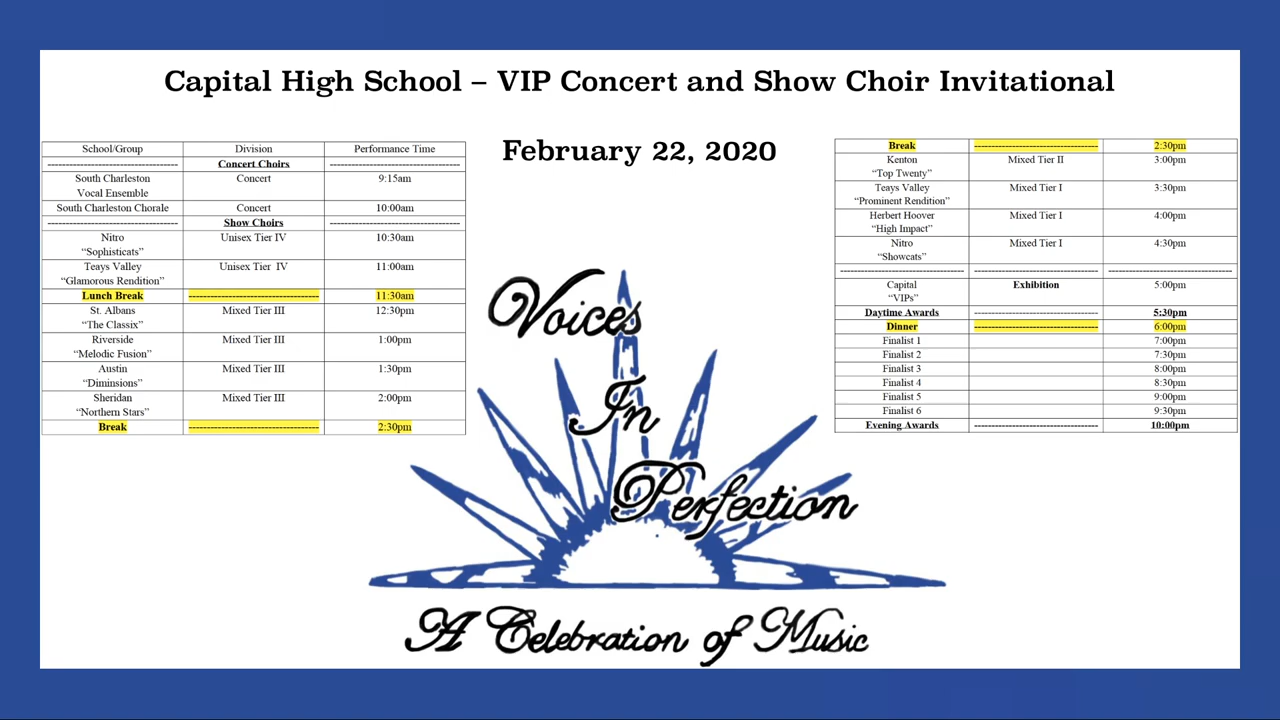 Capital High School – VIP Concert and Show Choir Invitational
February 22, 2020
School/Group Division Performance Time
---------------------------------- Concert Choirs ----------------------------------
South Charleston Concert 9:15am
Vocal Ensemble
South Charleston Chorale Concert 10:00am
---------------------------------- Show Choirs ----------------------------------
Nitro Unisex Tier IV 10:30am
“Sophisticats”
Teays Valley Unisex Tier IV 11:00am
“Glamorous Rendition”
Lunch Break ---------------------------------- 11:30am
St. Albans Mixed Tier III 12:30pm
“The Classix”
Riverside Mixed Tier III 1:00pm
“Melodic Fusion”
Austin Mixed Tier III 1:30pm
“Diminsions”
Sheridan Mixed Tier III 2:00pm
“Northern Stars”
Break ---------------------------------- 2:30pm
Break ---------------------------------- 2:30pm
Kenton Mixed Tier II 3:00pm
“Top Twenty”
Teays Valley Mixed Tier I 3:30pm
“Prominent Rendition”
Herbert Hoover Mixed Tier I 4:00pm
“High Impact”
Nitro Mixed Tier I 4:30pm
“Showcats”
---------------------------------- ---------------------------------- ----------------------------------
Capital Exhibition 5:00pm
“VIPs”
Daytime Awards ---------------------------------- 5:30pm
Dinner ---------------------------------- 6:00pm
Finalist 1 7:00pm
Finalist 2 7:30pm
Finalist 3 8:00pm
Finalist 4 8:30pm
Finalist 5 9:00pm
Finalist 6 9:30pm
Evening Awards ---------------------------------- 10:00pm
Voices
In
Perfection
A Celebration of Music